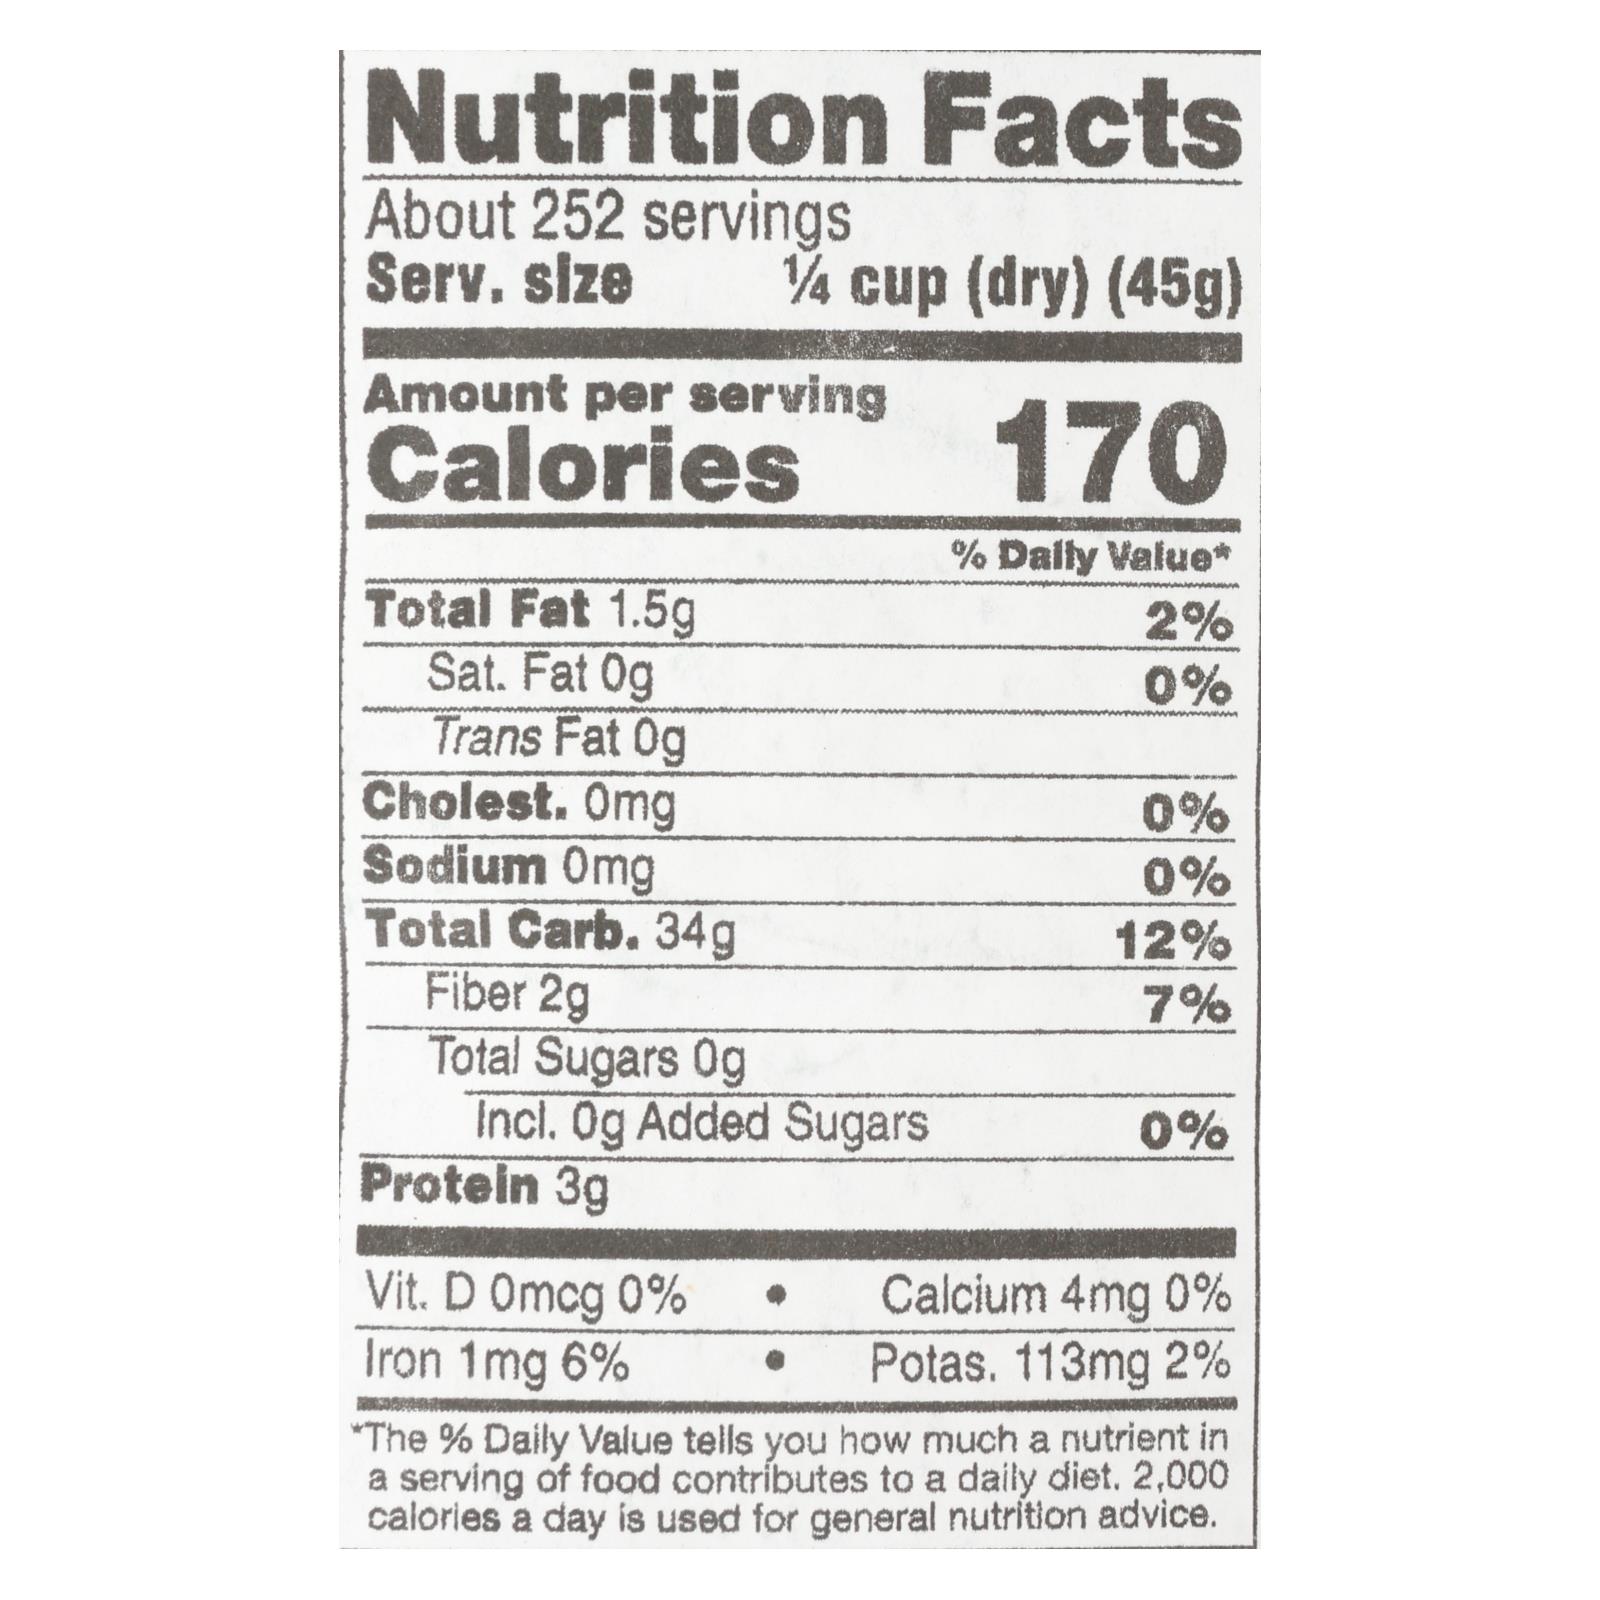 Nutrition Facts
About 252 servings
Serv. size ¼ cup (dry) (45g)
Amount per serving
Calories 170
% Daily Value*
Total Fat 1.5g 2%
Sat. Fat 0g 0%
Trans Fat 0g
Cholest. 0mg 0%
Sodium 0mg 0%
Total Carb. 34g 12%
Fiber 2g 7%
Total Sugars 0g
Incl. 0g Added Sugars 0%
Protein 3g
Vit. D 0mcg 0% • Calcium 4mg 0%
Iron 1mg 6% • Potas. 113mg 2%
*The % Daily Value tells you how much a nutrient in
a serving of food contributes to a daily diet. 2,000
calories a day is used for general nutrition advice.